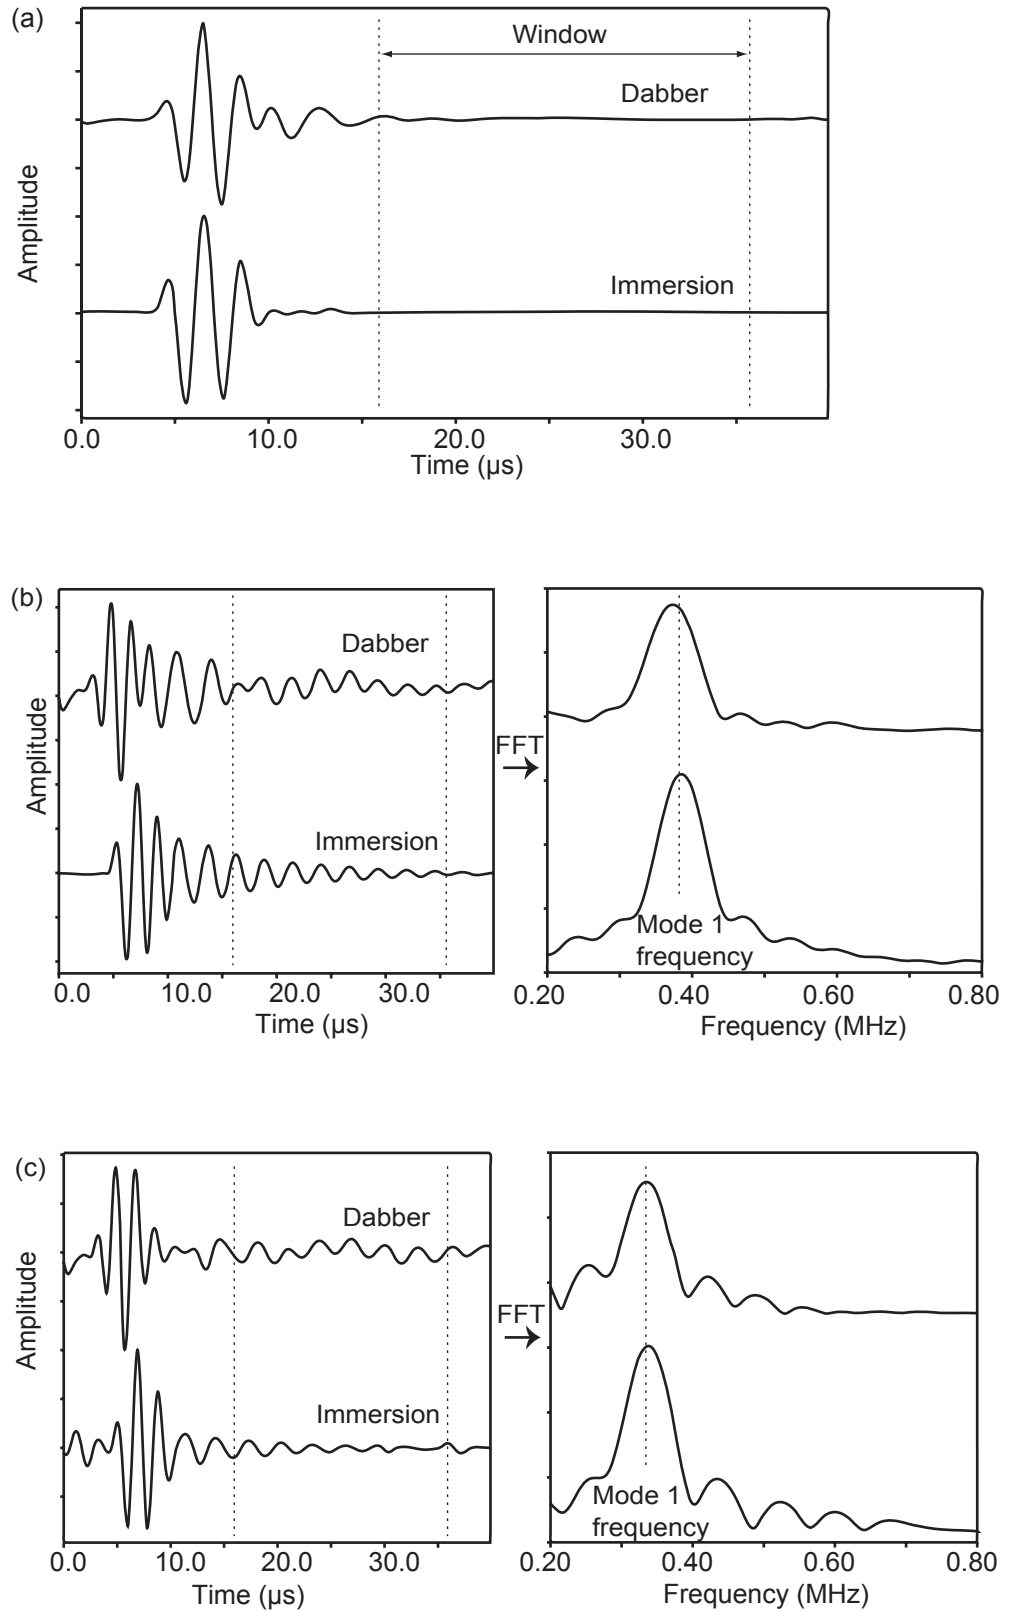 (a)
Window
Dabber
Immersion
Amplitude
0.0 10.0 20.0 30.0
Time (µs)
(b)
Dabber
Immersion
Amplitude
0.0 10.0 20.0 30.0
Time (µs)
FFT
Mode 1
frequency
0.20 0.40 0.60 0.80
Frequency (MHz)
(c)
Dabber
Immersion
Amplitude
0.0 10.0 20.0 30.0
Time (µs)
FFT
Mode 1
frequency
0.20 0.40 0.60 0.80
Frequency (MHz)